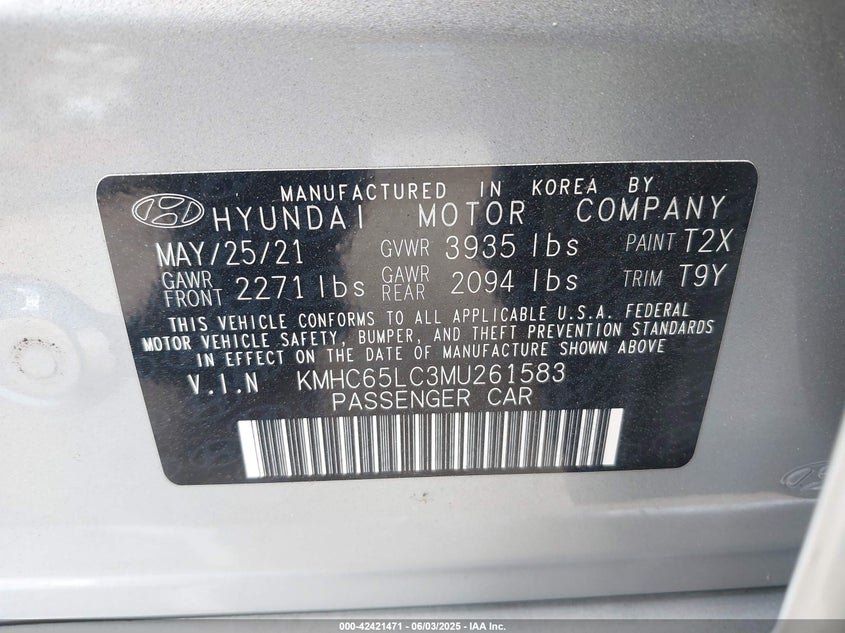 MANUFACTURED IN KOREA BY
HYUNDAI MOTOR COMPANY
MAY/25/21 GVWR 3935 lbs PAINT T2X
GAWR FRONT 2271 lbs GAWR REAR 2094 lbs TRIM T9Y
THIS VEHICLE CONFORMS TO ALL APPLICABLE U.S.A. FEDERAL
MOTOR VEHICLE SAFETY, BUMPER, AND THEFT PREVENTION STANDARDS
IN EFFECT ON THE DATE OF MANUFACTURE SHOWN ABOVE
V.I.N KMHC65LC3MU261583
PASSENGER CAR
000-42421471 | 06/03/2025 - IAA Inc.